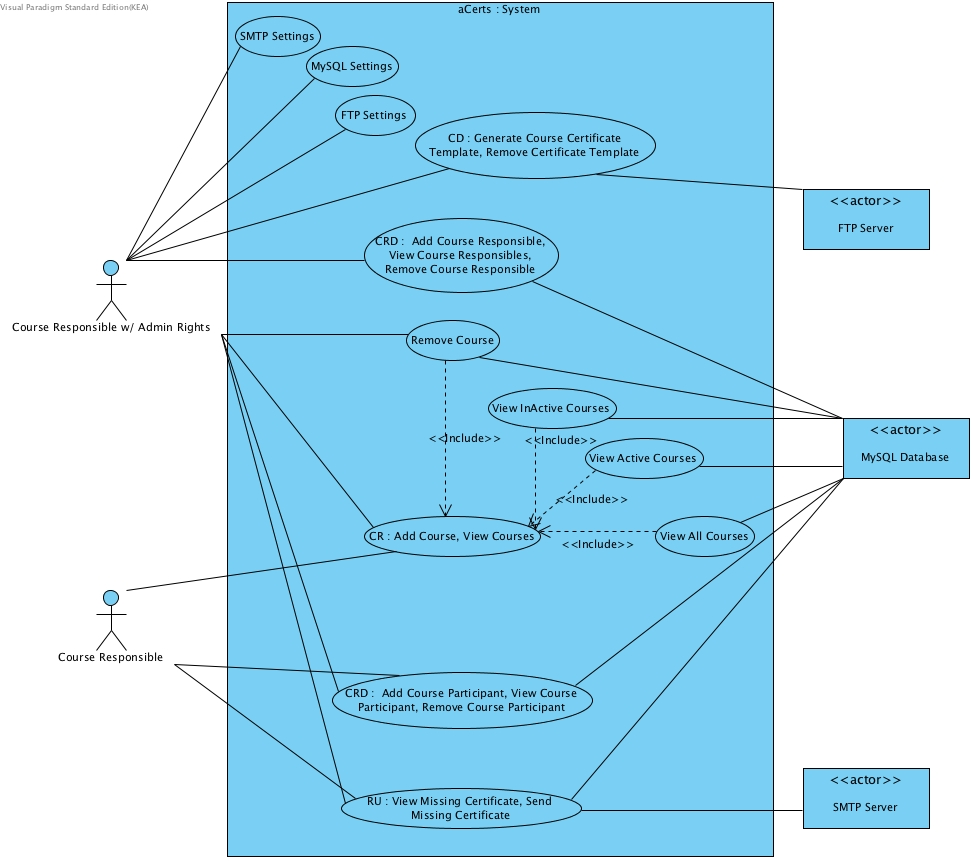 Visual Paradigm Standard Edition(KEA)
aCerts : System
SMTP Settings
MySQL Settings
FTP Settings
CD : Generate Course Certificate
Template, Remove Certificate Template
<<actor>>
FTP Server
CRD :  Add Course Responsible,
View Course Responsibles,
Remove Course Responsible
Course Responsible w/ Admin Rights
Remove Course
View InActive Courses
<<actor>>
MySQL Database
<<Include>>
<<Include>>
View Active Courses
<<Include>>
CR : Add Course, View Courses
View All Courses
<<Include>>
Course Responsible
CRD :  Add Course Participant, View Course
Participant, Remove Course Participant
<<actor>>
SMTP Server
RU : View Missing Certificate, Send
Missing Certificate